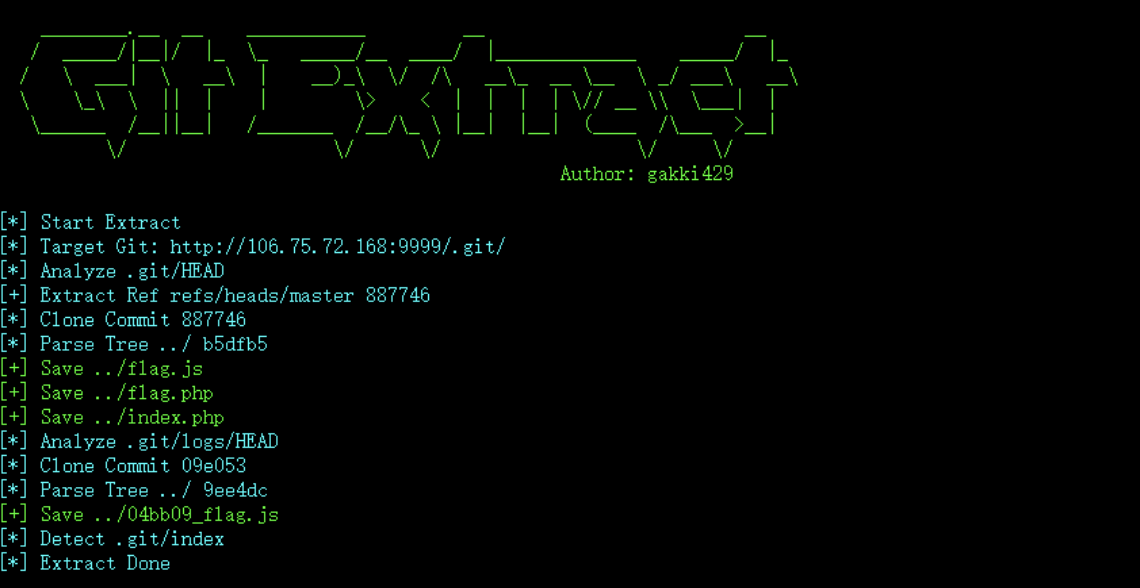 Git Extract
Author: gakki429
[*] Start Extract
[*] Target Git: http://106.75.72.168:9999/.git/
[*] Analyze .git/HEAD
[+] Extract Ref refs/heads/master 887746
[*] Clone Commit 887746
[*] Parse Tree ../ b5dfb5
[+] Save ../flag.js
[+] Save ../flag.php
[+] Save ../index.php
[*] Analyze .git/logs/HEAD
[*] Clone Commit 09e053
[*] Parse Tree ../ 9ee4dc
[+] Save ../04bb09_flag.js
[*] Detect .git/index
[*] Extract Done